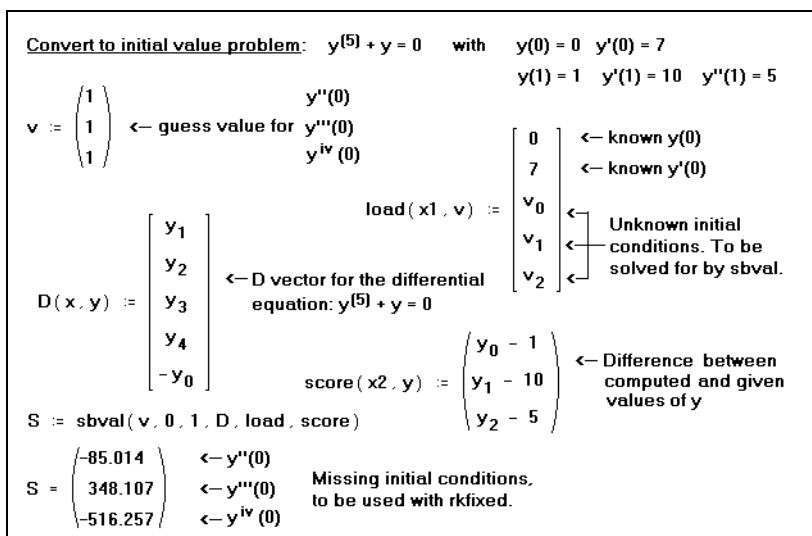 Convert to initial value problem: y(5) + y = 0 with y(0) = 0 y'(0) = 7
y(1) = 1 y'(1) = 10 y''(1) = 5
v := (1 1 1) <– guess value for y''(0) y'''(0) y^iv (0)
load( x1 , v ) := [0 7 v0 v1 v2]
<– known y(0)
<– known y'(0)
Unknown initial
conditions. To be
solved for by sbval.
D( x , y ) := [y1 y2 y3 y4 -y0]
<– D vector for the differential
equation: y(5) + y = 0
score( x2 , y ) := (y0 - 1 y1 - 10 y2 - 5)
<– Difference between
computed and given
values of y
S := sbval( v , 0 , 1 , D , load , score )
S = (-85.014 348.107 -516.257)
<– y''(0)
<– y'''(0)
<– y^iv (0)
Missing initial conditions,
to be used with rkfixed.